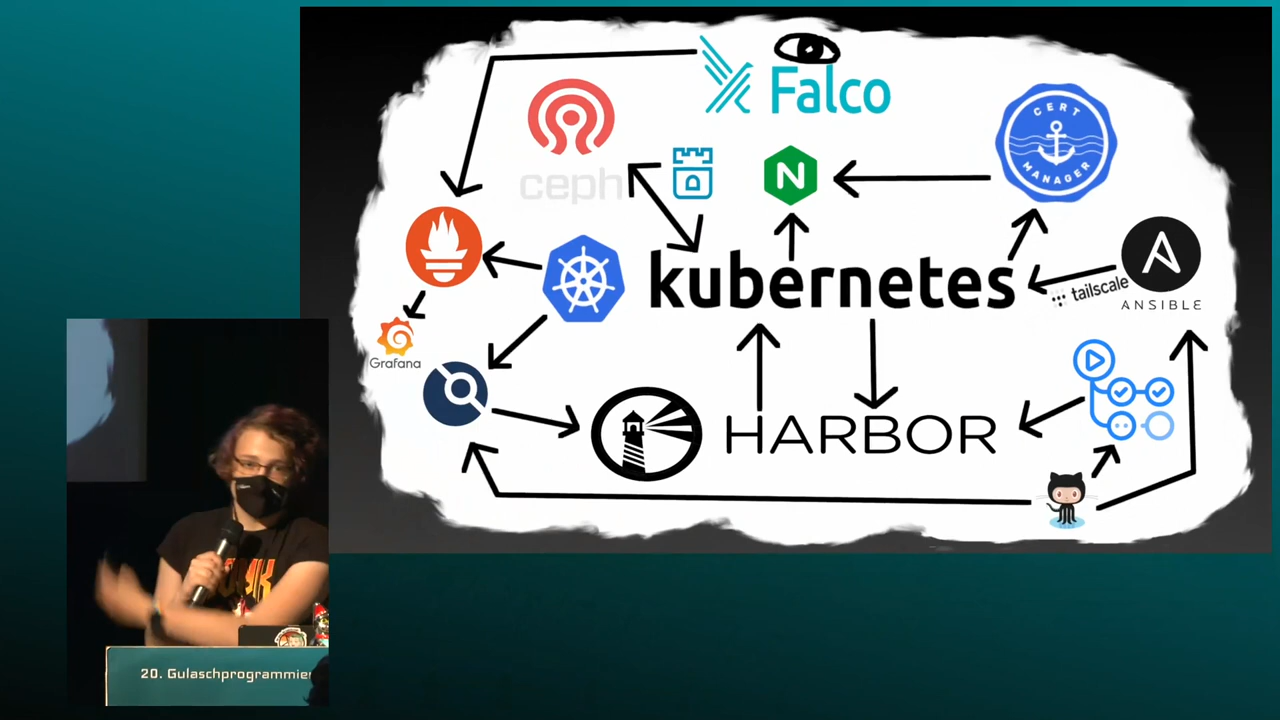 Falco
CERT
MANAGER
ceph
N
D
kubernetes
tailscale
ANSIBLE
Grafana
HARBOR
20. Gulaschprogrammier